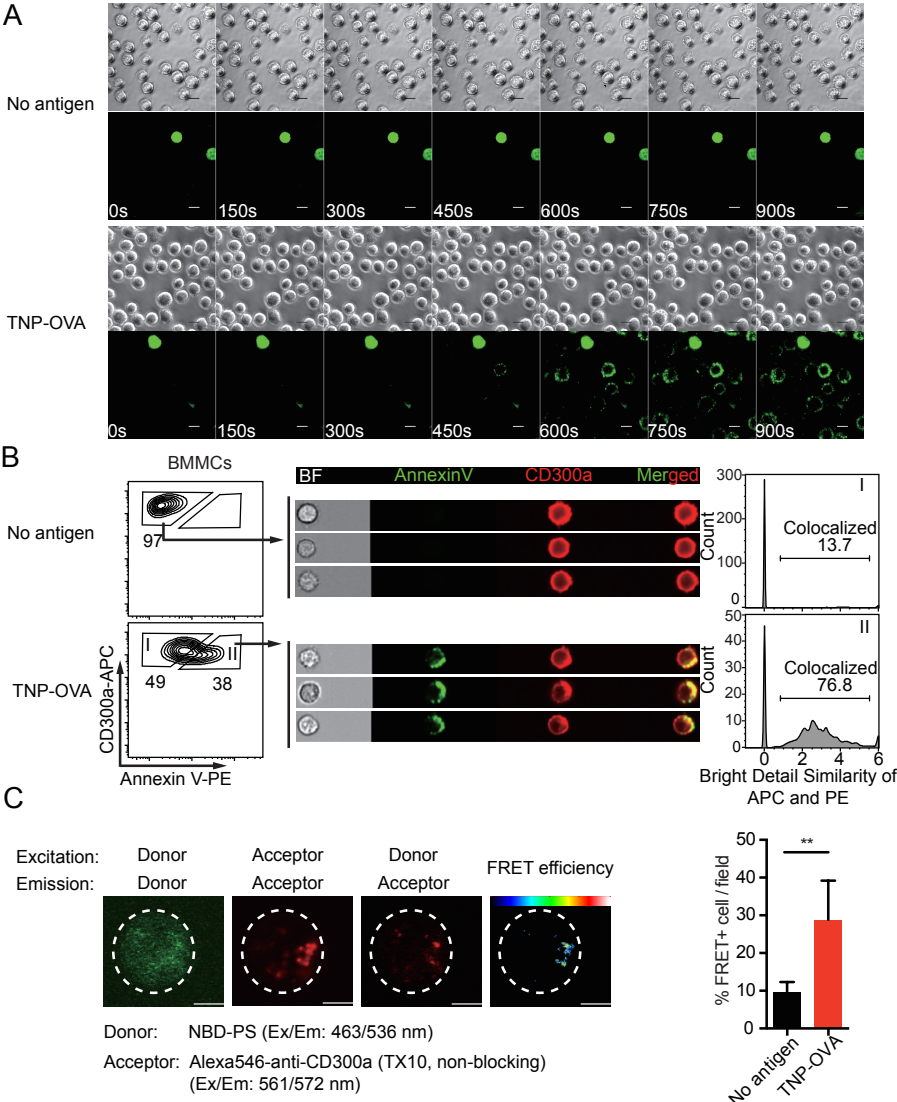 A
No antigen
0s 150s 300s 450s 600s 750s 900s
TNP-OVA
0s 150s 300s 450s 600s 750s 900s
B
BMMCs
BF AnnexinV CD300a Merged
No antigen
97
300
200
100
0
Count
I
Colocalized
13.7
TNP-OVA
I
II
49
38
CD300a-APC
Annexin V-PE
50
40
30
20
10
0
Count
II
Colocalized
76.8
0 2 4 6
Bright Detail Similarity of
APC and PE
C
Excitation: Donor Acceptor Donor
Emission: Donor Acceptor Acceptor
FRET efficiency
Donor: NBD-PS (Ex/Em: 463/536 nm)
Acceptor: Alexa546-anti-CD300a (TX10, non-blocking)
(Ex/Em: 561/572 nm)
% FRET+ cell / field
50
40
30
20
10
0
**
No antigen
TNP-OVA